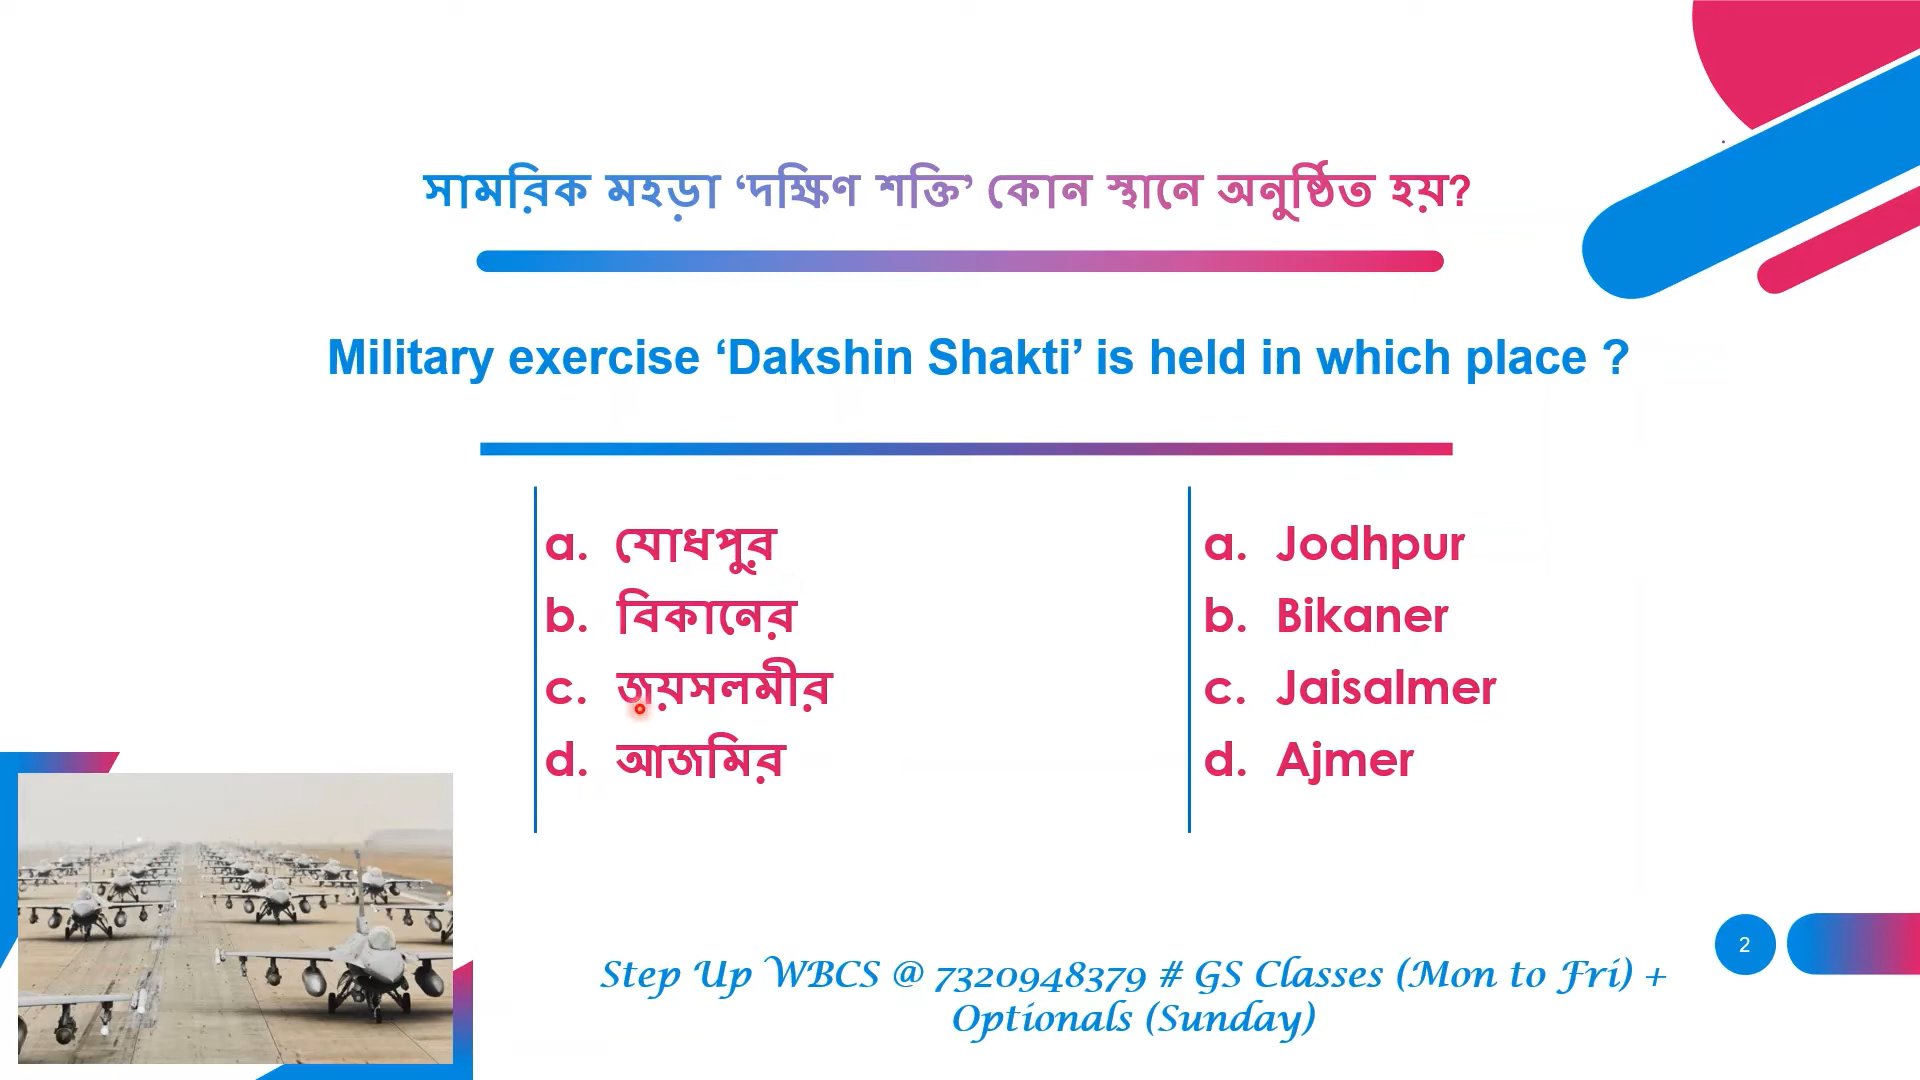 সামরিক মহড়া ‘দক্ষিণ শক্তি’ কোন স্থানে অনুষ্ঠিত হয়?
Military exercise ‘Dakshin Shakti’ is held in which place ?
a. যোধপুর
b. বিকানের
c. জয়সলমীর
d. আজমির
a. Jodhpur
b. Bikaner
c. Jaisalmer
d. Ajmer
2
Step Up WBCS @ 7320948379 # GS Classes (Mon to Fri) +
Optionals (Sunday)